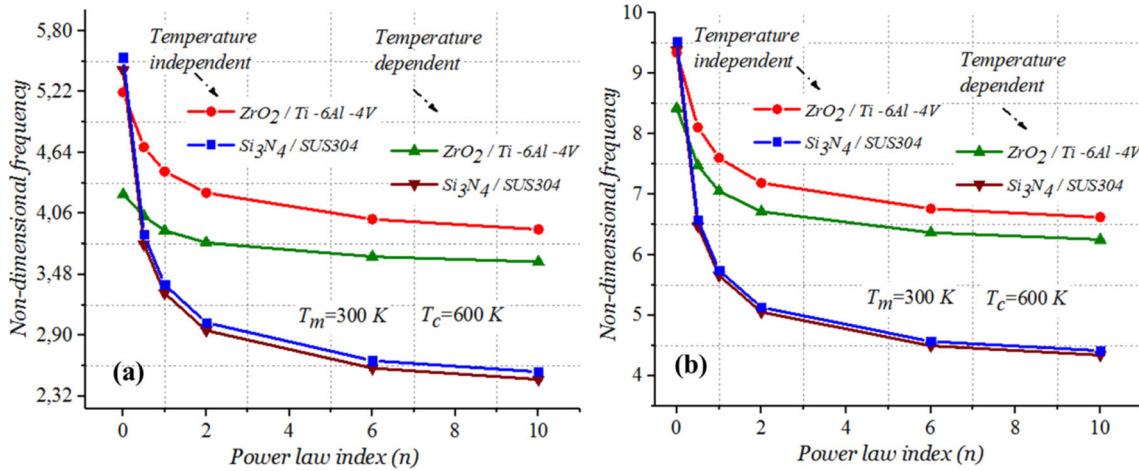 5,80
5,22
4,64
4,06
3,48
2,90
2,32
Non-dimensional frequency
Temperature
independent
Temperature
dependent
ZrO2 / Ti -6Al -4V
Si3N4 / SUS304
ZrO2 / Ti -6Al -4V
Si3N4 / SUS304
Tm=300 K Tc=600 K
(a)
0 2 4 6 8 10
Power law index (n)
10
9
8
7
6
5
4
Non-dimensional frequency
Temperature
independent
Temperature
dependent
ZrO2 / Ti -6Al -4V
Si3N4 / SUS304
ZrO2 / Ti -6Al -4V
Si3N4 / SUS304
Tm=300 K Tc=600 K
(b)
0 2 4 6 8 10
Power law index (n)